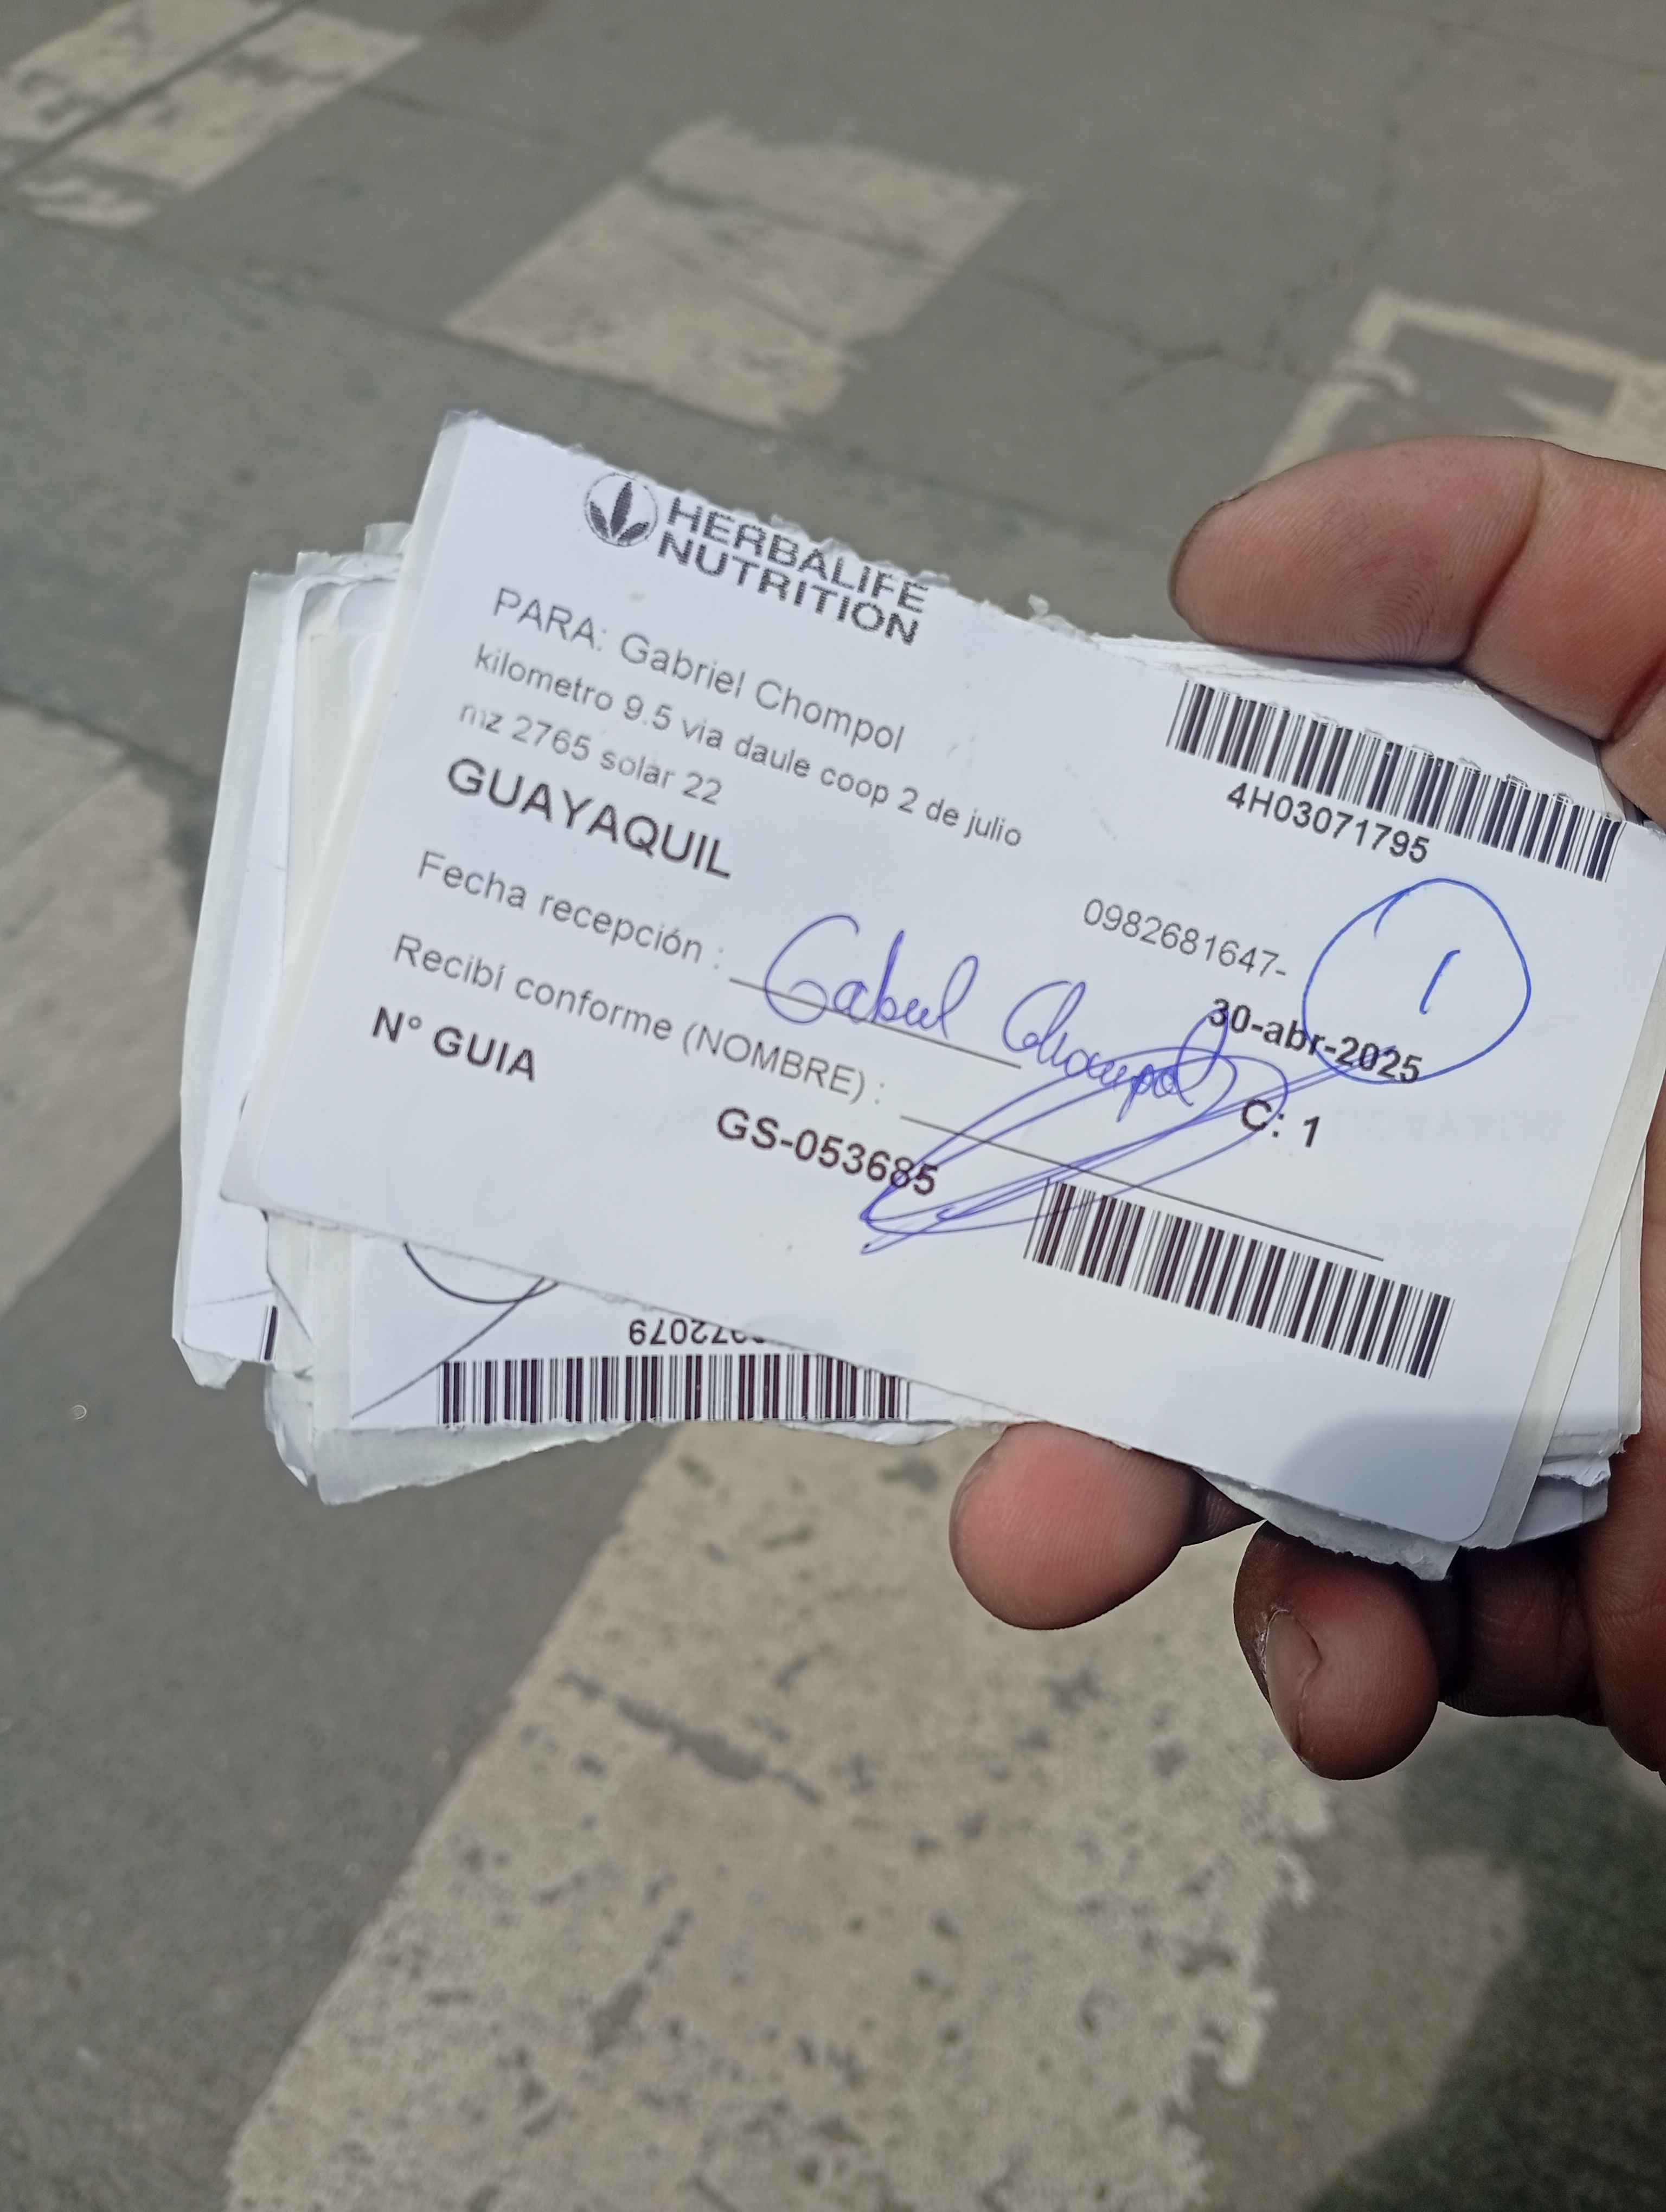 HERBALIFE
NUTRITION
PARA: Gabriel Chompol
kilometro 9.5 via daule coop 2 de julio
mz 2765 solar 22
GUAYAQUIL
4H03071795
0982681647-
1
30-abr-2025
Fecha recepción :
Gabriel Chompol
Recibí conforme (NOMBRE) :
C: 1
N° GUIA
GS-053685
72079